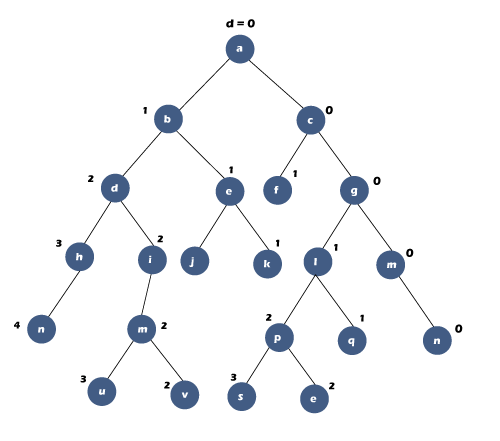 d = 0
a
1 b
c 0
2 d
1 e
1 f
g 0
3 h
2 i
j
1 k
l 1
m 0
4 n
m 2
2 p
1 q
n 0
3 u
2 v
3 s
2 e